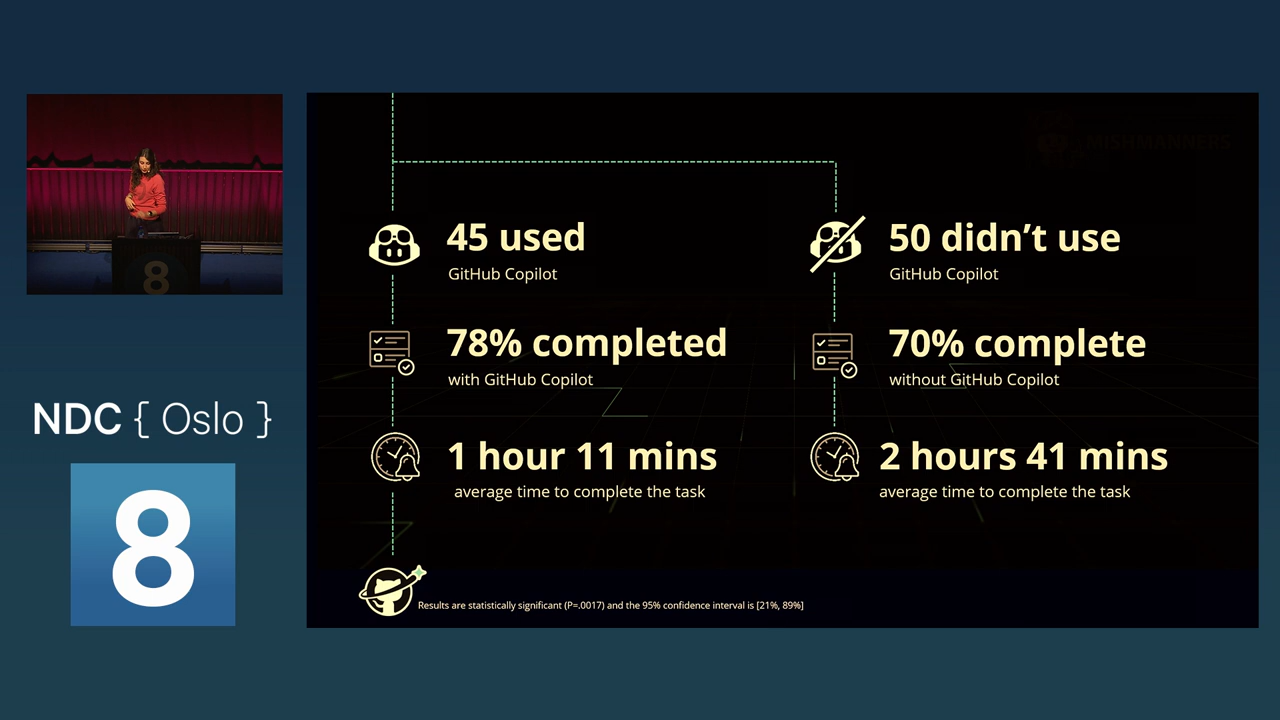 MISHMANNERS
45 used
GitHub Copilot
50 didn’t use
GitHub Copilot
78% completed
with GitHub Copilot
70% complete
without GitHub Copilot
1 hour 11 mins
average time to complete the task
2 hours 41 mins
average time to complete the task
Results are statistically significant (P=.0017) and the 95% confidence interval is [21%, 89%]
8
NDC { Oslo }
8